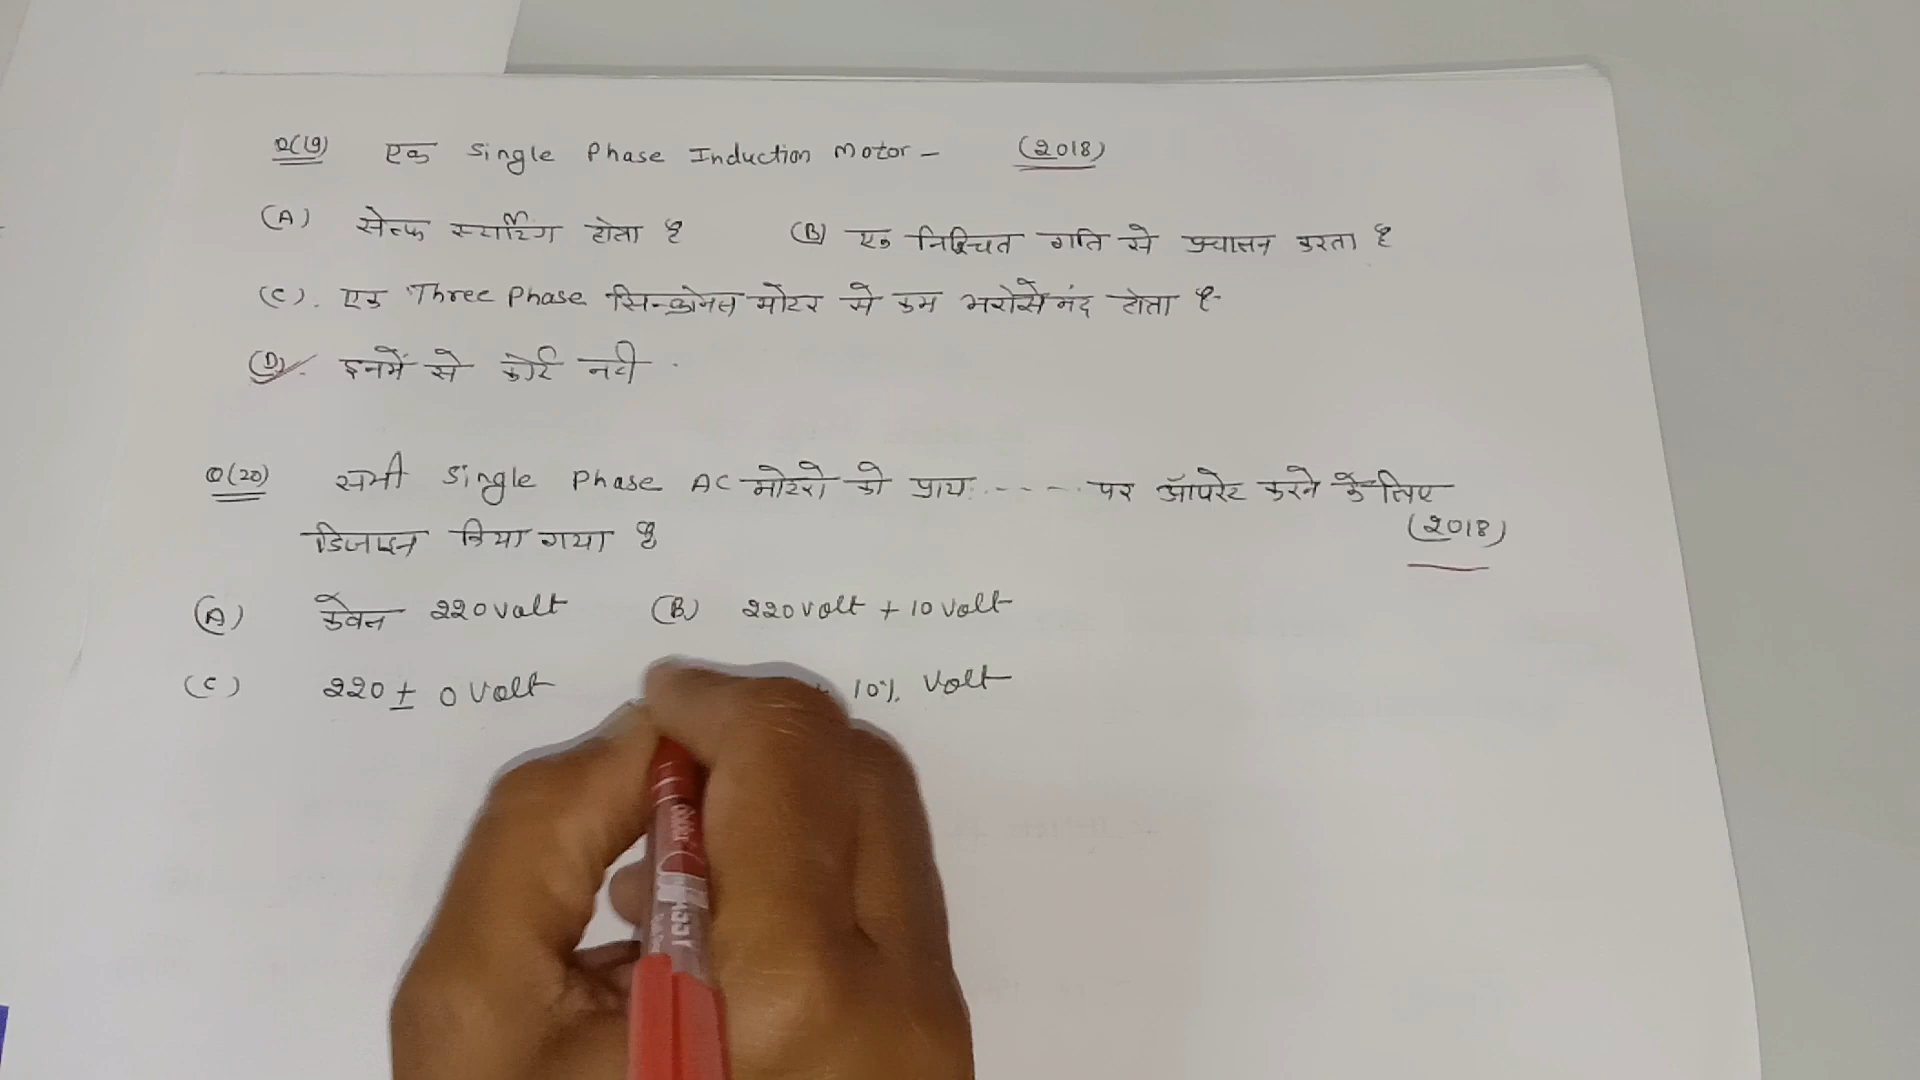 Q(19) एक Single Phase Induction Motor - (2018)
(A) सेल्फ स्टार्टिंग होता है (B) एक निश्चित गति से प्रचालन करता है
(C). एक Three Phase सिन्क्रोनस मोटर से कम भरोसेमंद होता है
(D). इनमें से कोई नही
Q(20) सभी Single Phase AC मोटरो को प्राय:---- पर ऑपरेट करने के लिए
डिजाइन किया गया है (2018)
(A) केवल 220 volt (B) 220 volt + 10 volt
(C) 220 ± 0 volt 10% Volt